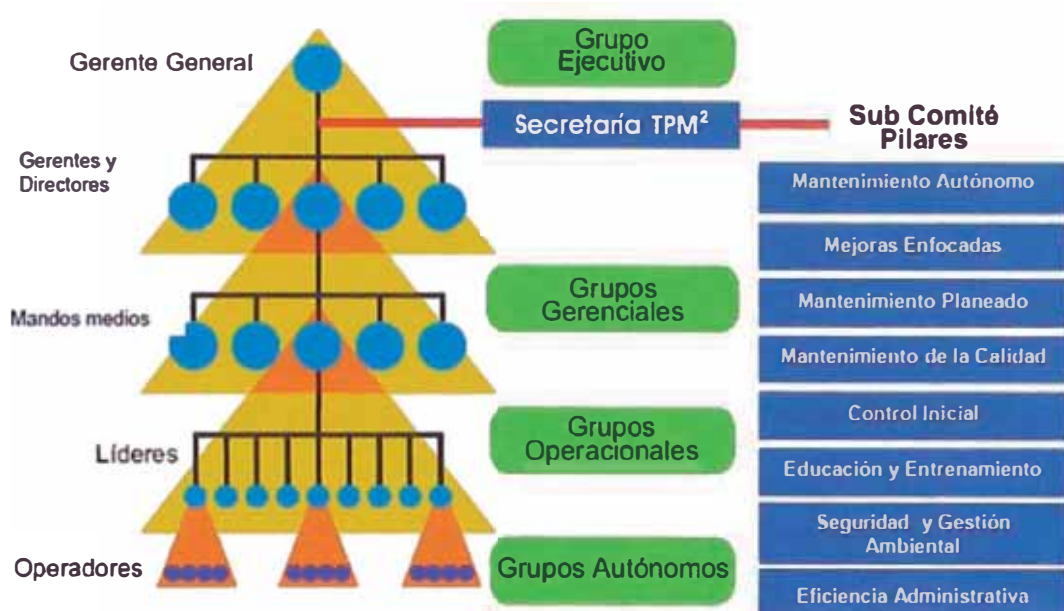 Gerente General
Grupo
Ejecutivo
Secretaría TPM²
Sub Comité
Pilares
Gerentes y
Directores
Mantenimiento Autónomo
Mejoras Enfocadas
Mandos medios
Grupos
Gerenciales
Mantenimiento Planeado
Mantenimiento de la Calidad
Líderes
Grupos
Operacionales
Control Inicial
Educación y Entrenamiento
Seguridad y Gestión
Ambiental
Operadores
Grupos Autónomos
Eficiencia Administrativa